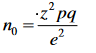 n₀ = ·z²pq / e²